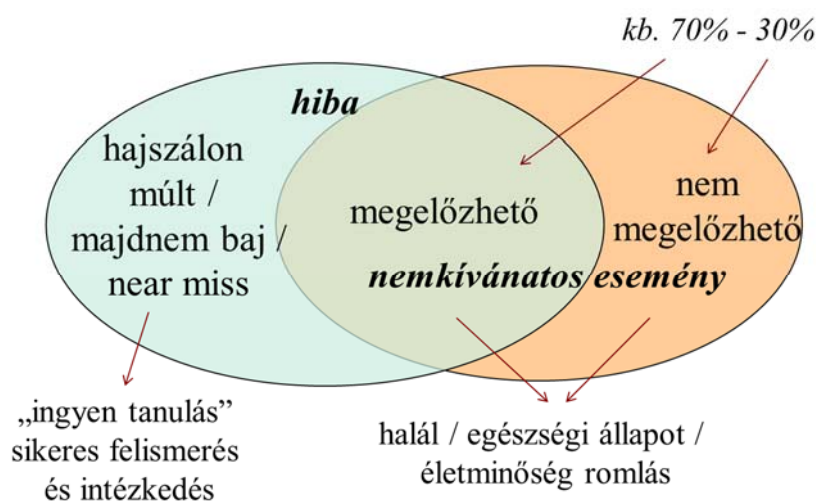 kb. 70% - 30%
hiba
hajszálon
múlt /
majdnem baj /
near miss
megelőzhető
nem
megelőzhető
nemkívánatos esemény
„ingyen tanulás”
sikeres felismerés
és intézkedés
halál / egészségi állapot /
életminőség romlás